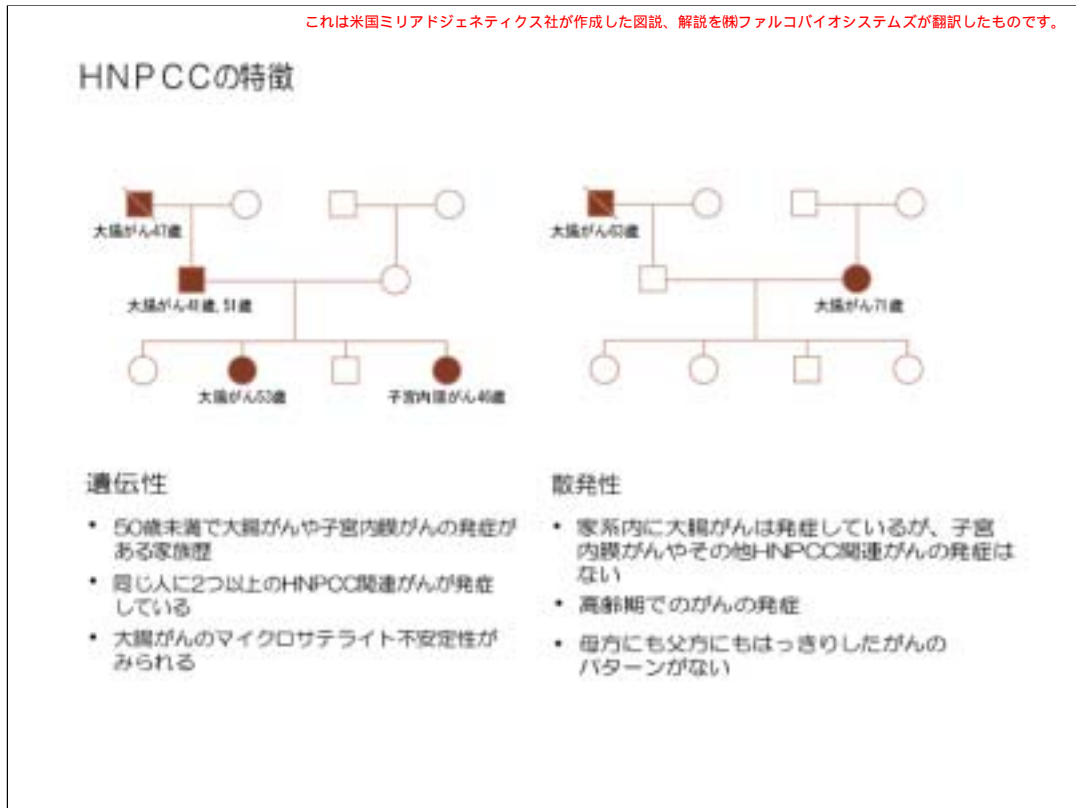 これは米国ミリアドジェネティクス社が作成した図説、解説を㈱ファルコバイオシステムズが翻訳したものです。
HNPCCの特徴
大腸がん47歳
大腸がん63歳
大腸がん41歳, 51歳
大腸がん71歳
大腸がん53歳
子宮内膜がん46歳
遺伝性
• 50歳未満で大腸がんや子宮内膜がんの発症が
ある家族歴
• 同じ人に2つ以上のHNPCC関連がんが発症
している
• 大腸がんのマイクロサテライト不安定性が
みられる
散発性
• 家系内に大腸がんは発症しているが、子宮
内膜がんやその他HNPCC関連がんの発症は
ない
• 高齢期でのがんの発症
• 母方にも父方にもはっきりしたがんの
パターンがない